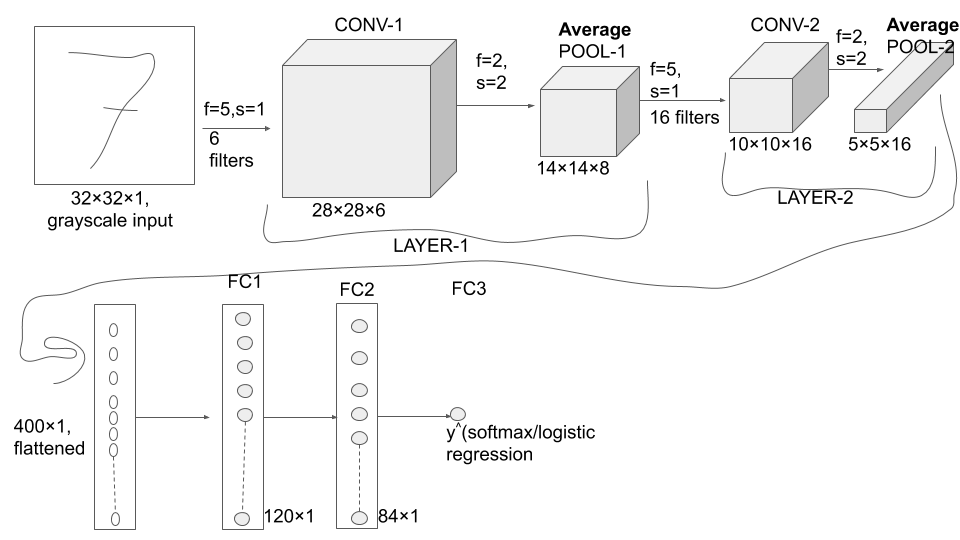 CONV-1
Average
POOL-1
CONV-2
Average
POOL-2
f=5,s=1
6
filters
f=2,
s=2
f=5,
s=1
16 filters
f=2,
s=2
32×32×1,
grayscale input
28×28×6
14×14×8
10×10×16
5×5×16
LAYER-1
LAYER-2
FC1
FC2
FC3
400×1,
flattened
120×1
84×1
y^(softmax/logistic
regression